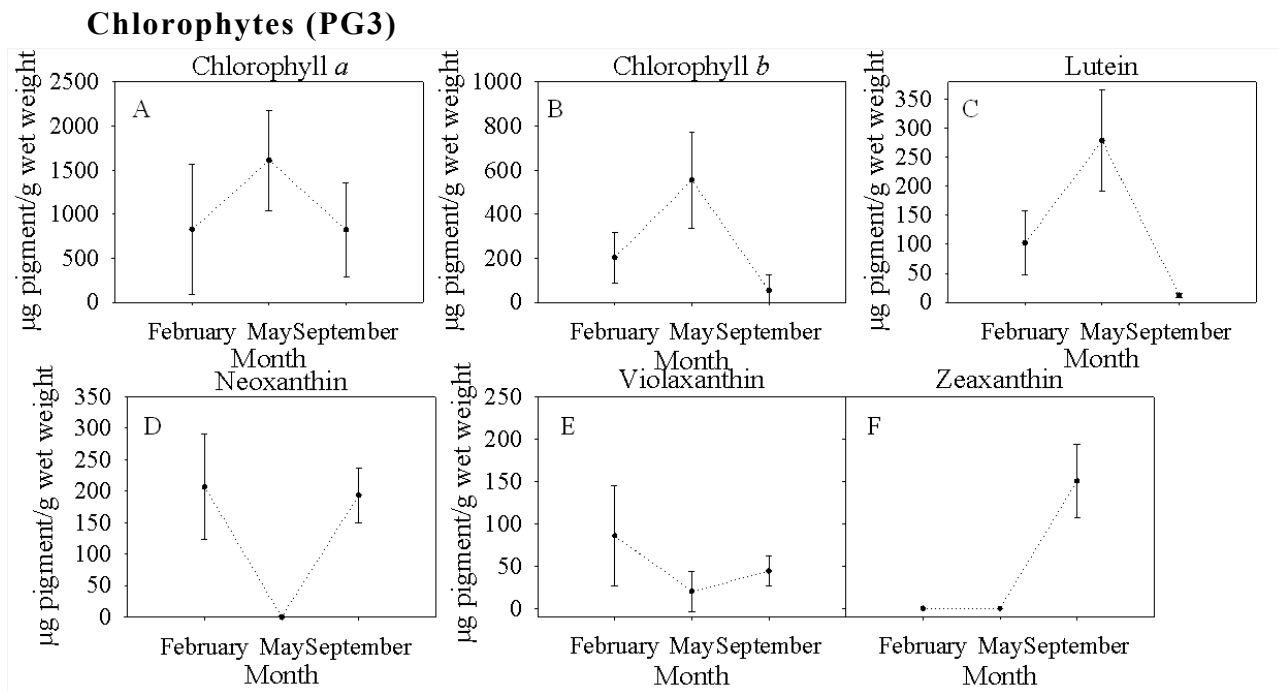 Chlorophytes (PG3)
Chlorophyll a
A
µg pigment/g wet weight
2500
2000
1500
1000
500
0
February MaySeptember
Month
Chlorophyll b
B
µg pigment/g wet weight
1000
800
600
400
200
0
February MaySeptember
Month
Lutein
C
µg pigment/g wet weight
350
300
250
200
150
100
50
0
February MaySeptember
Month
Neoxanthin
D
µg pigment/g wet weight
350
300
250
200
150
100
50
0
February MaySeptember
Month
Violaxanthin
E
µg pigment/g wet weight
250
200
150
100
50
0
February MaySeptember
Month
Zeaxanthin
F
February MaySeptember
Month